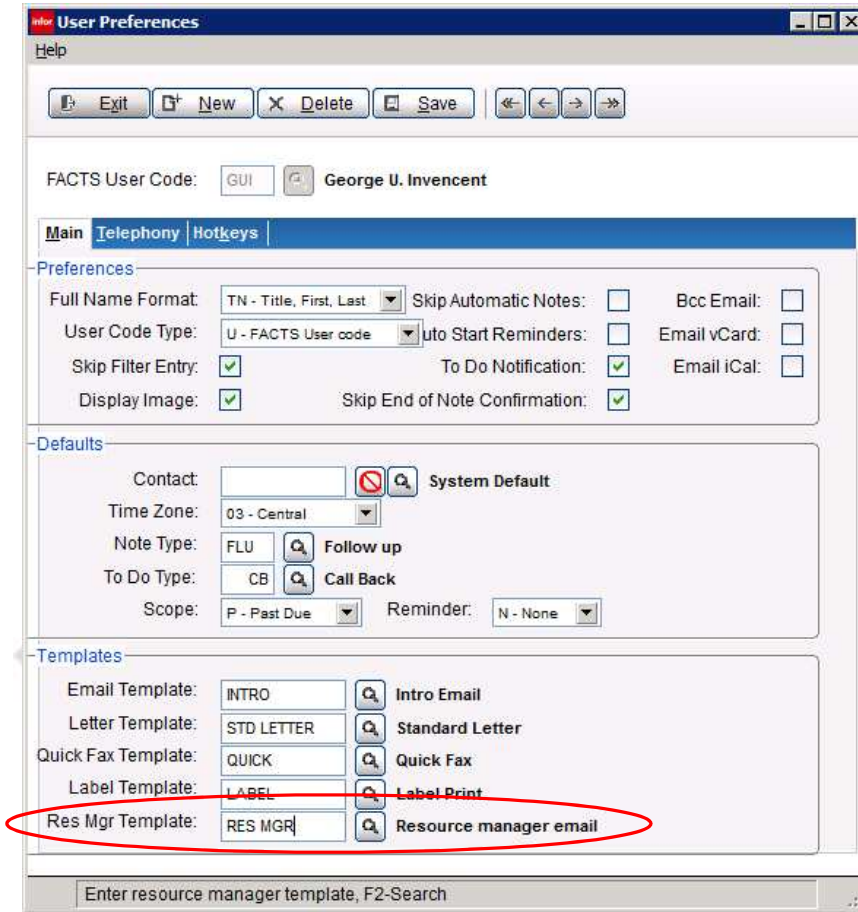 infor User Preferences
Help
Exit New Delete Save
FACTS User Code: GUI George U. Invencent
Main Telephony Hotkeys
Preferences
Full Name Format: TN - Title, First, Last Skip Automatic Notes: Bcc Email:
User Code Type: U - FACTS User code uto Start Reminders: Email vCard:
Skip Filter Entry: To Do Notification: Email iCal:
Display Image: Skip End of Note Confirmation:
Defaults
Contact: System Default
Time Zone: 03 - Central
Note Type: FLU Follow up
To Do Type: CB Call Back
Scope: P - Past Due Reminder: N - None
Templates
Email Template: INTRO Intro Email
Letter Template: STD LETTER Standard Letter
Quick Fax Template: QUICK Quick Fax
Label Template: LABEL Label Print
Res Mgr Template: RES MGR Resource manager email
Enter resource manager template, F2-Search